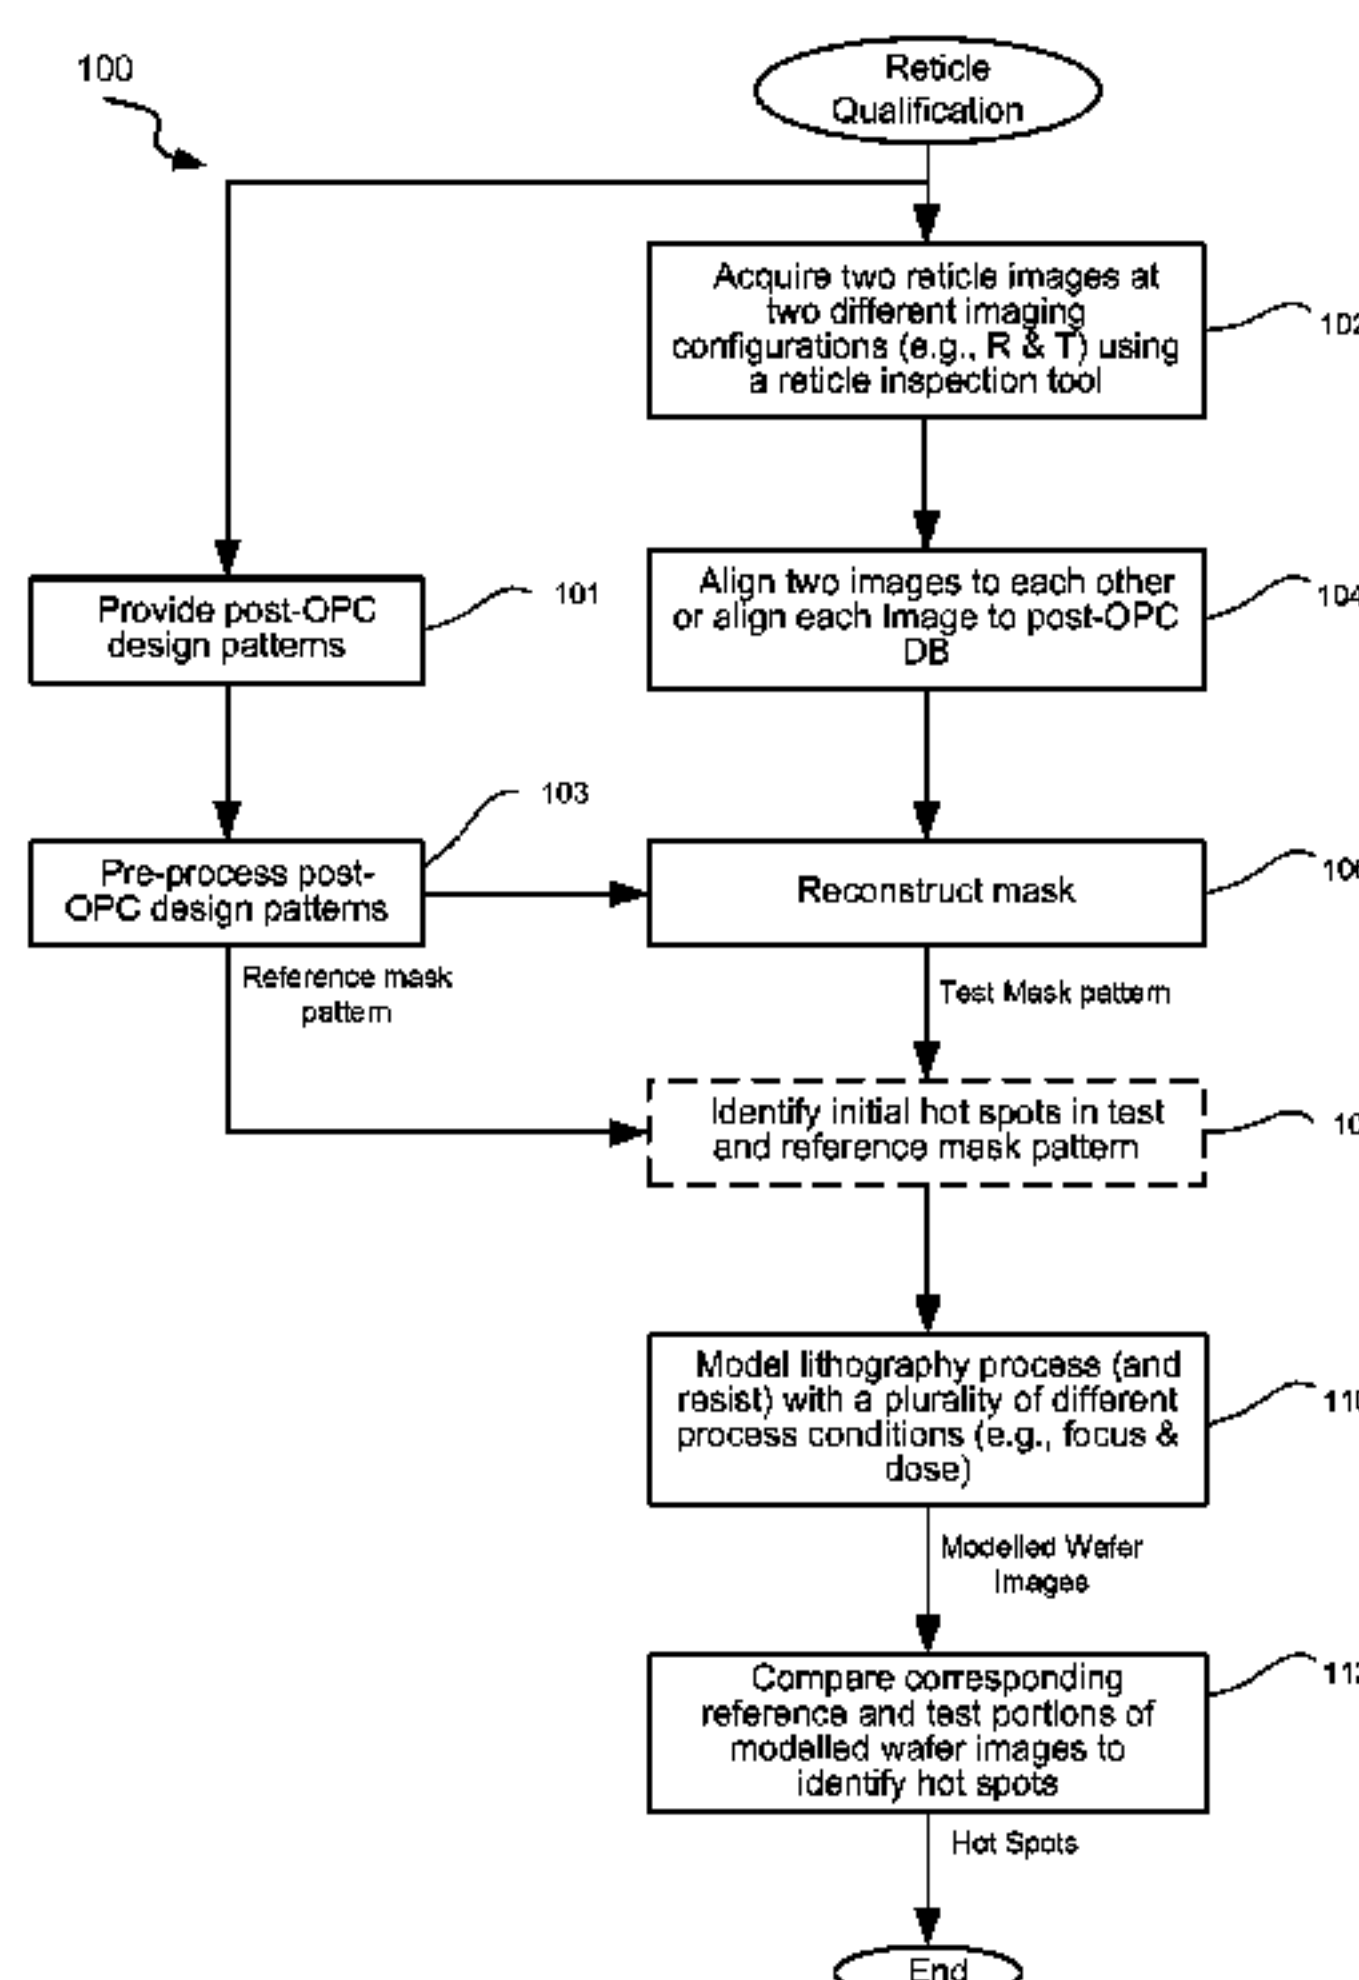 100
Reticle
Qualification
Acquire two reticle images at
two different imaging
configurations (e.g., R & T) using
a reticle inspection tool
102
Provide post-OPC
design patterns
101
Align two images to each other
or align each Image to post-OPC
DB
104
103
Pre-process post-
OPC design patterns
Reconstruct mask
Reference mask
pattern
Test Mask pattern
Identify initial hot spots in test
and reference mask pattern
10
Model lithography process (and
resist) with a plurality of different
process conditions (e.g., focus &
dose)
Modelled Wafer
Images
Compare corresponding
reference and test portions of
modelled wafer images to
identify hot spots
Hot Spots
End